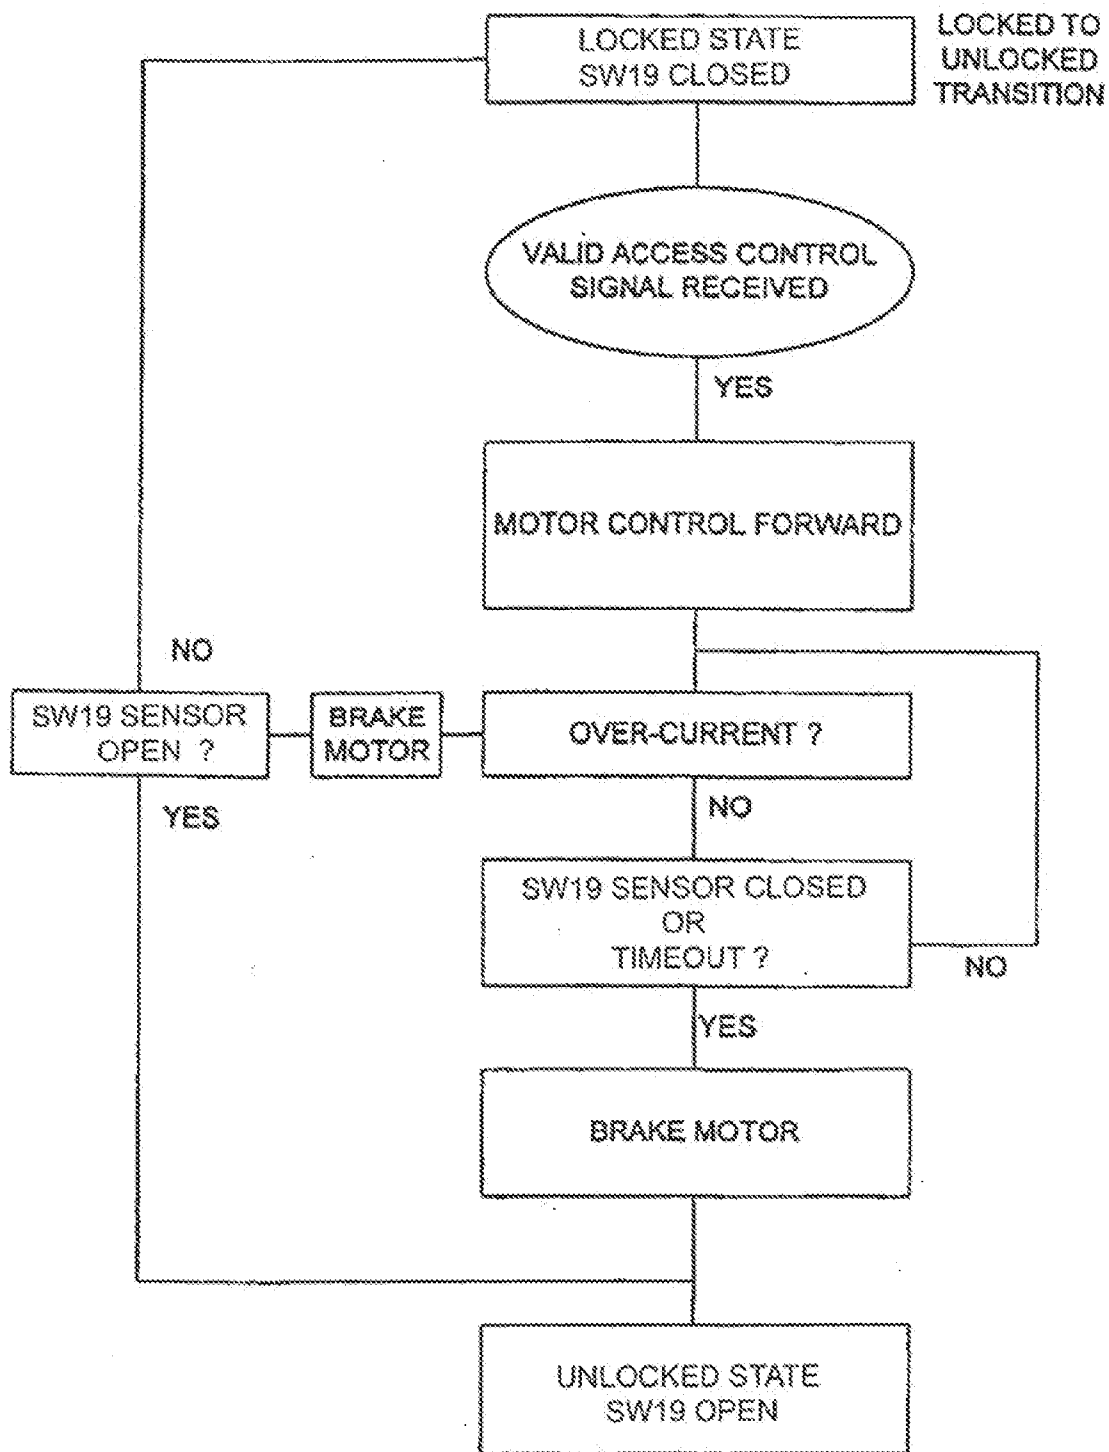 LOCKED STATE
SW19 CLOSED
LOCKED TO
UNLOCKED
TRANSITION
VALID ACCESS CONTROL
SIGNAL RECEIVED
YES
MOTOR CONTROL FORWARD
NO
SW19 SENSOR
OPEN ?
BRAKE
MOTOR
OVER-CURRENT ?
YES
NO
SW19 SENSOR CLOSED
OR
TIMEOUT ?
NO
YES
BRAKE MOTOR
UNLOCKED STATE
SW19 OPEN